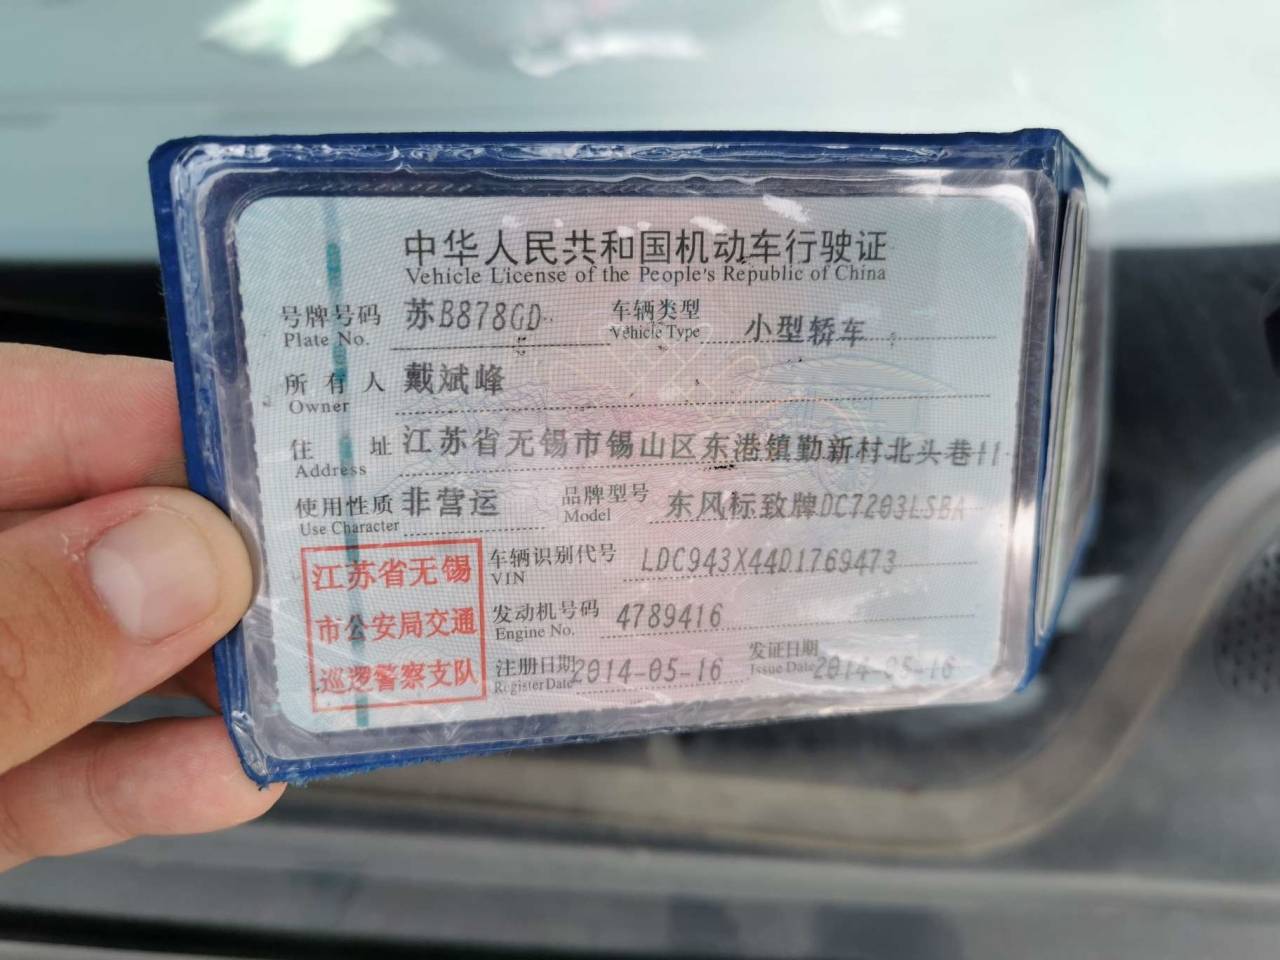 中华人民共和国机动车行驶证
Vehicle License of the People's Republic of China
号牌号码 苏B878GD 车辆类型 小型轿车
Plate No. Vehicle Type
所有人 戴斌峰
Owner
住址 江苏省无锡市锡山区东港镇勤新村北头巷11
Address
使用性质 非营运 品牌型号 东风标致牌DC7203LSBA
Use Character Model
江苏省无锡
市公安局交通
巡逻警察支队
车辆识别代号 LDC943X44D1769473
VIN
发动机号码 4789416
Engine No.
注册日期 2014-05-16 发证日期 2014-05-16
Register Date Issue Date